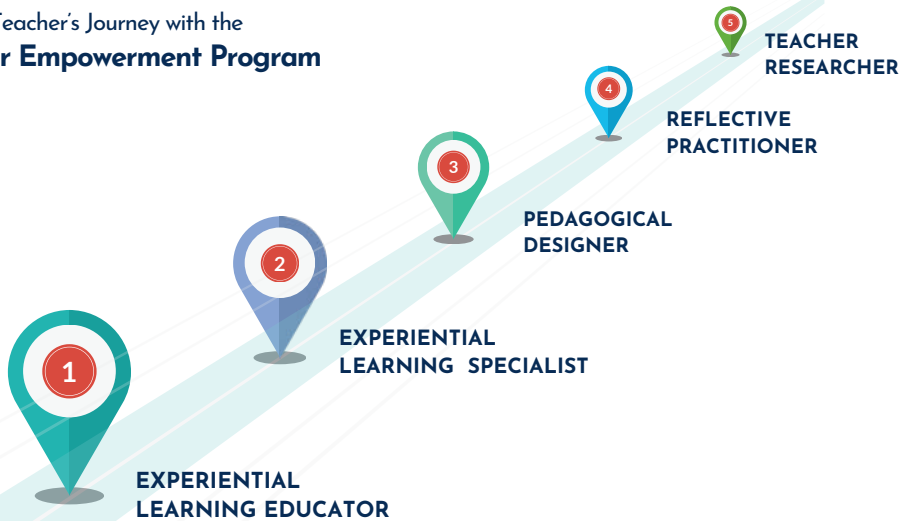 Teacher's Journey with the
r Empowerment Program
5
TEACHER
RESEARCHER
4
REFLECTIVE
PRACTITIONER
3
PEDAGOGICAL
DESIGNER
2
EXPERIENTIAL
LEARNING SPECIALIST
1
EXPERIENTIAL
LEARNING EDUCATOR